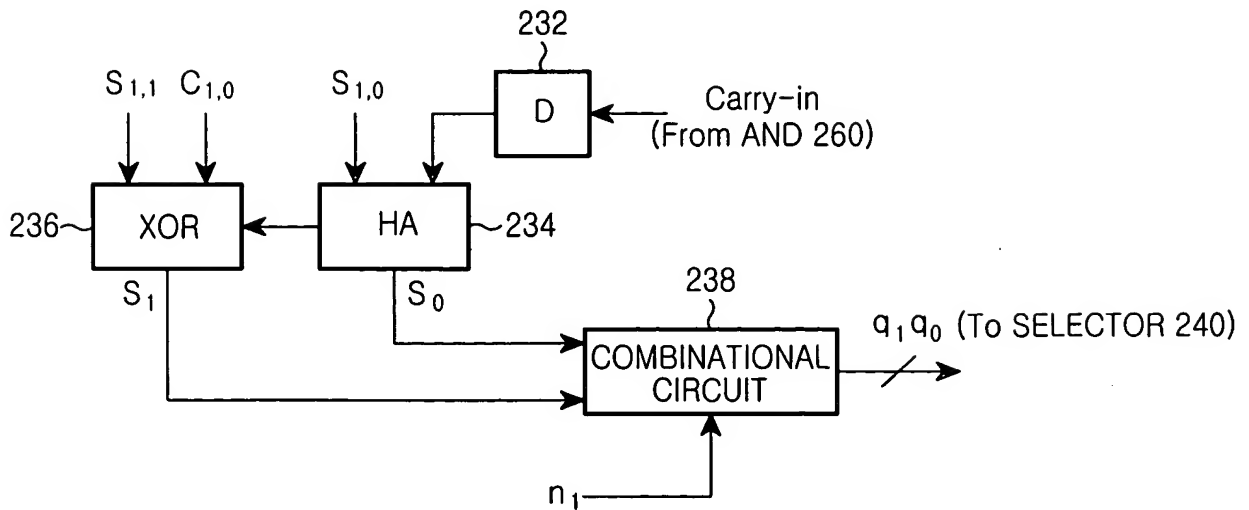 232
S1,1 C1,0 S1,0
D
Carry-in
(From AND 260)
236
XOR
HA
234
S1
S0
238
COMBINATIONAL
CIRCUIT
q1q0 (To SELECTOR 240)
n1